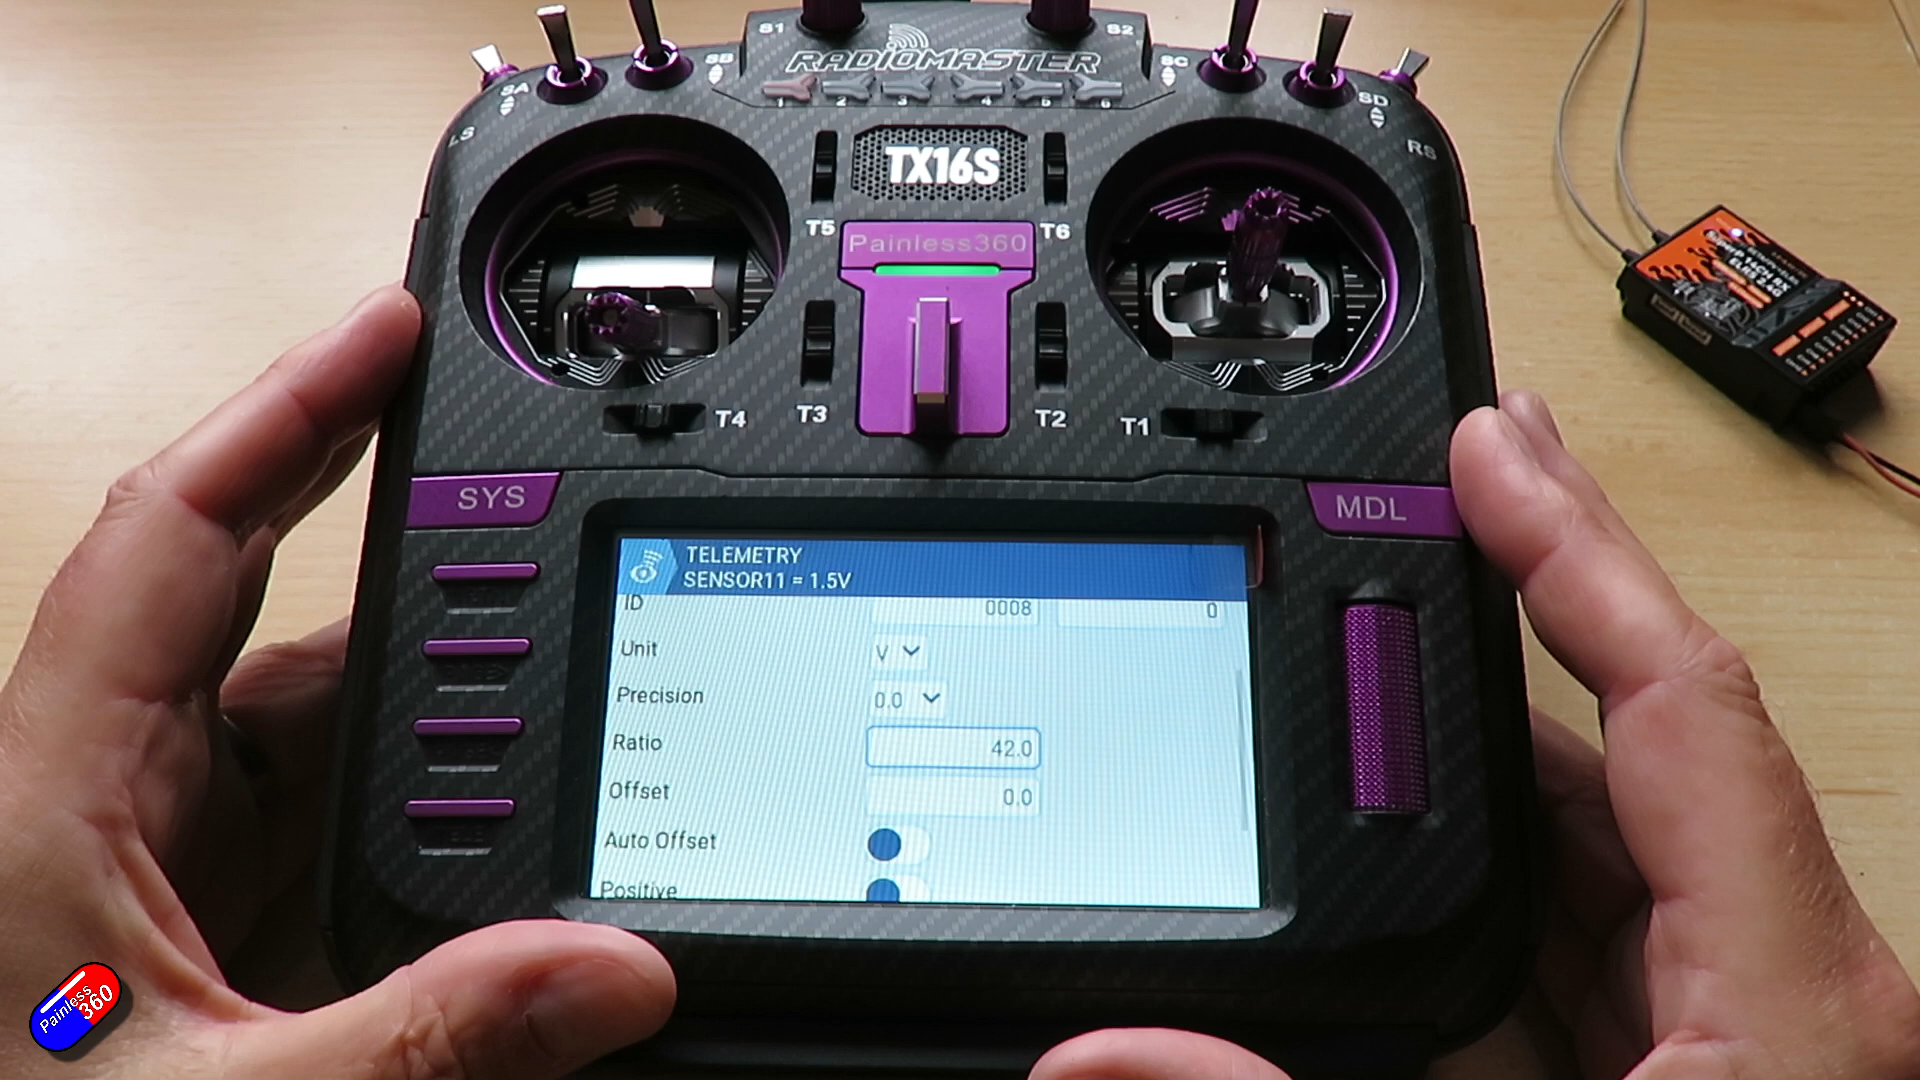 S1
S2
RADIOMASTER
SB
SC
SA
SD
1 2 3 4 5 6
LS
RS
TX16S
T5
T6
Painless360
T4
T3
T2
T1
SYS
MDL
TELEMETRY
SENSOR11 = 1.5V
ID 0008 0
Unit V
Precision 0.0
Ratio 42.0
Offset 0.0
Auto Offset
Positive
Painless
360